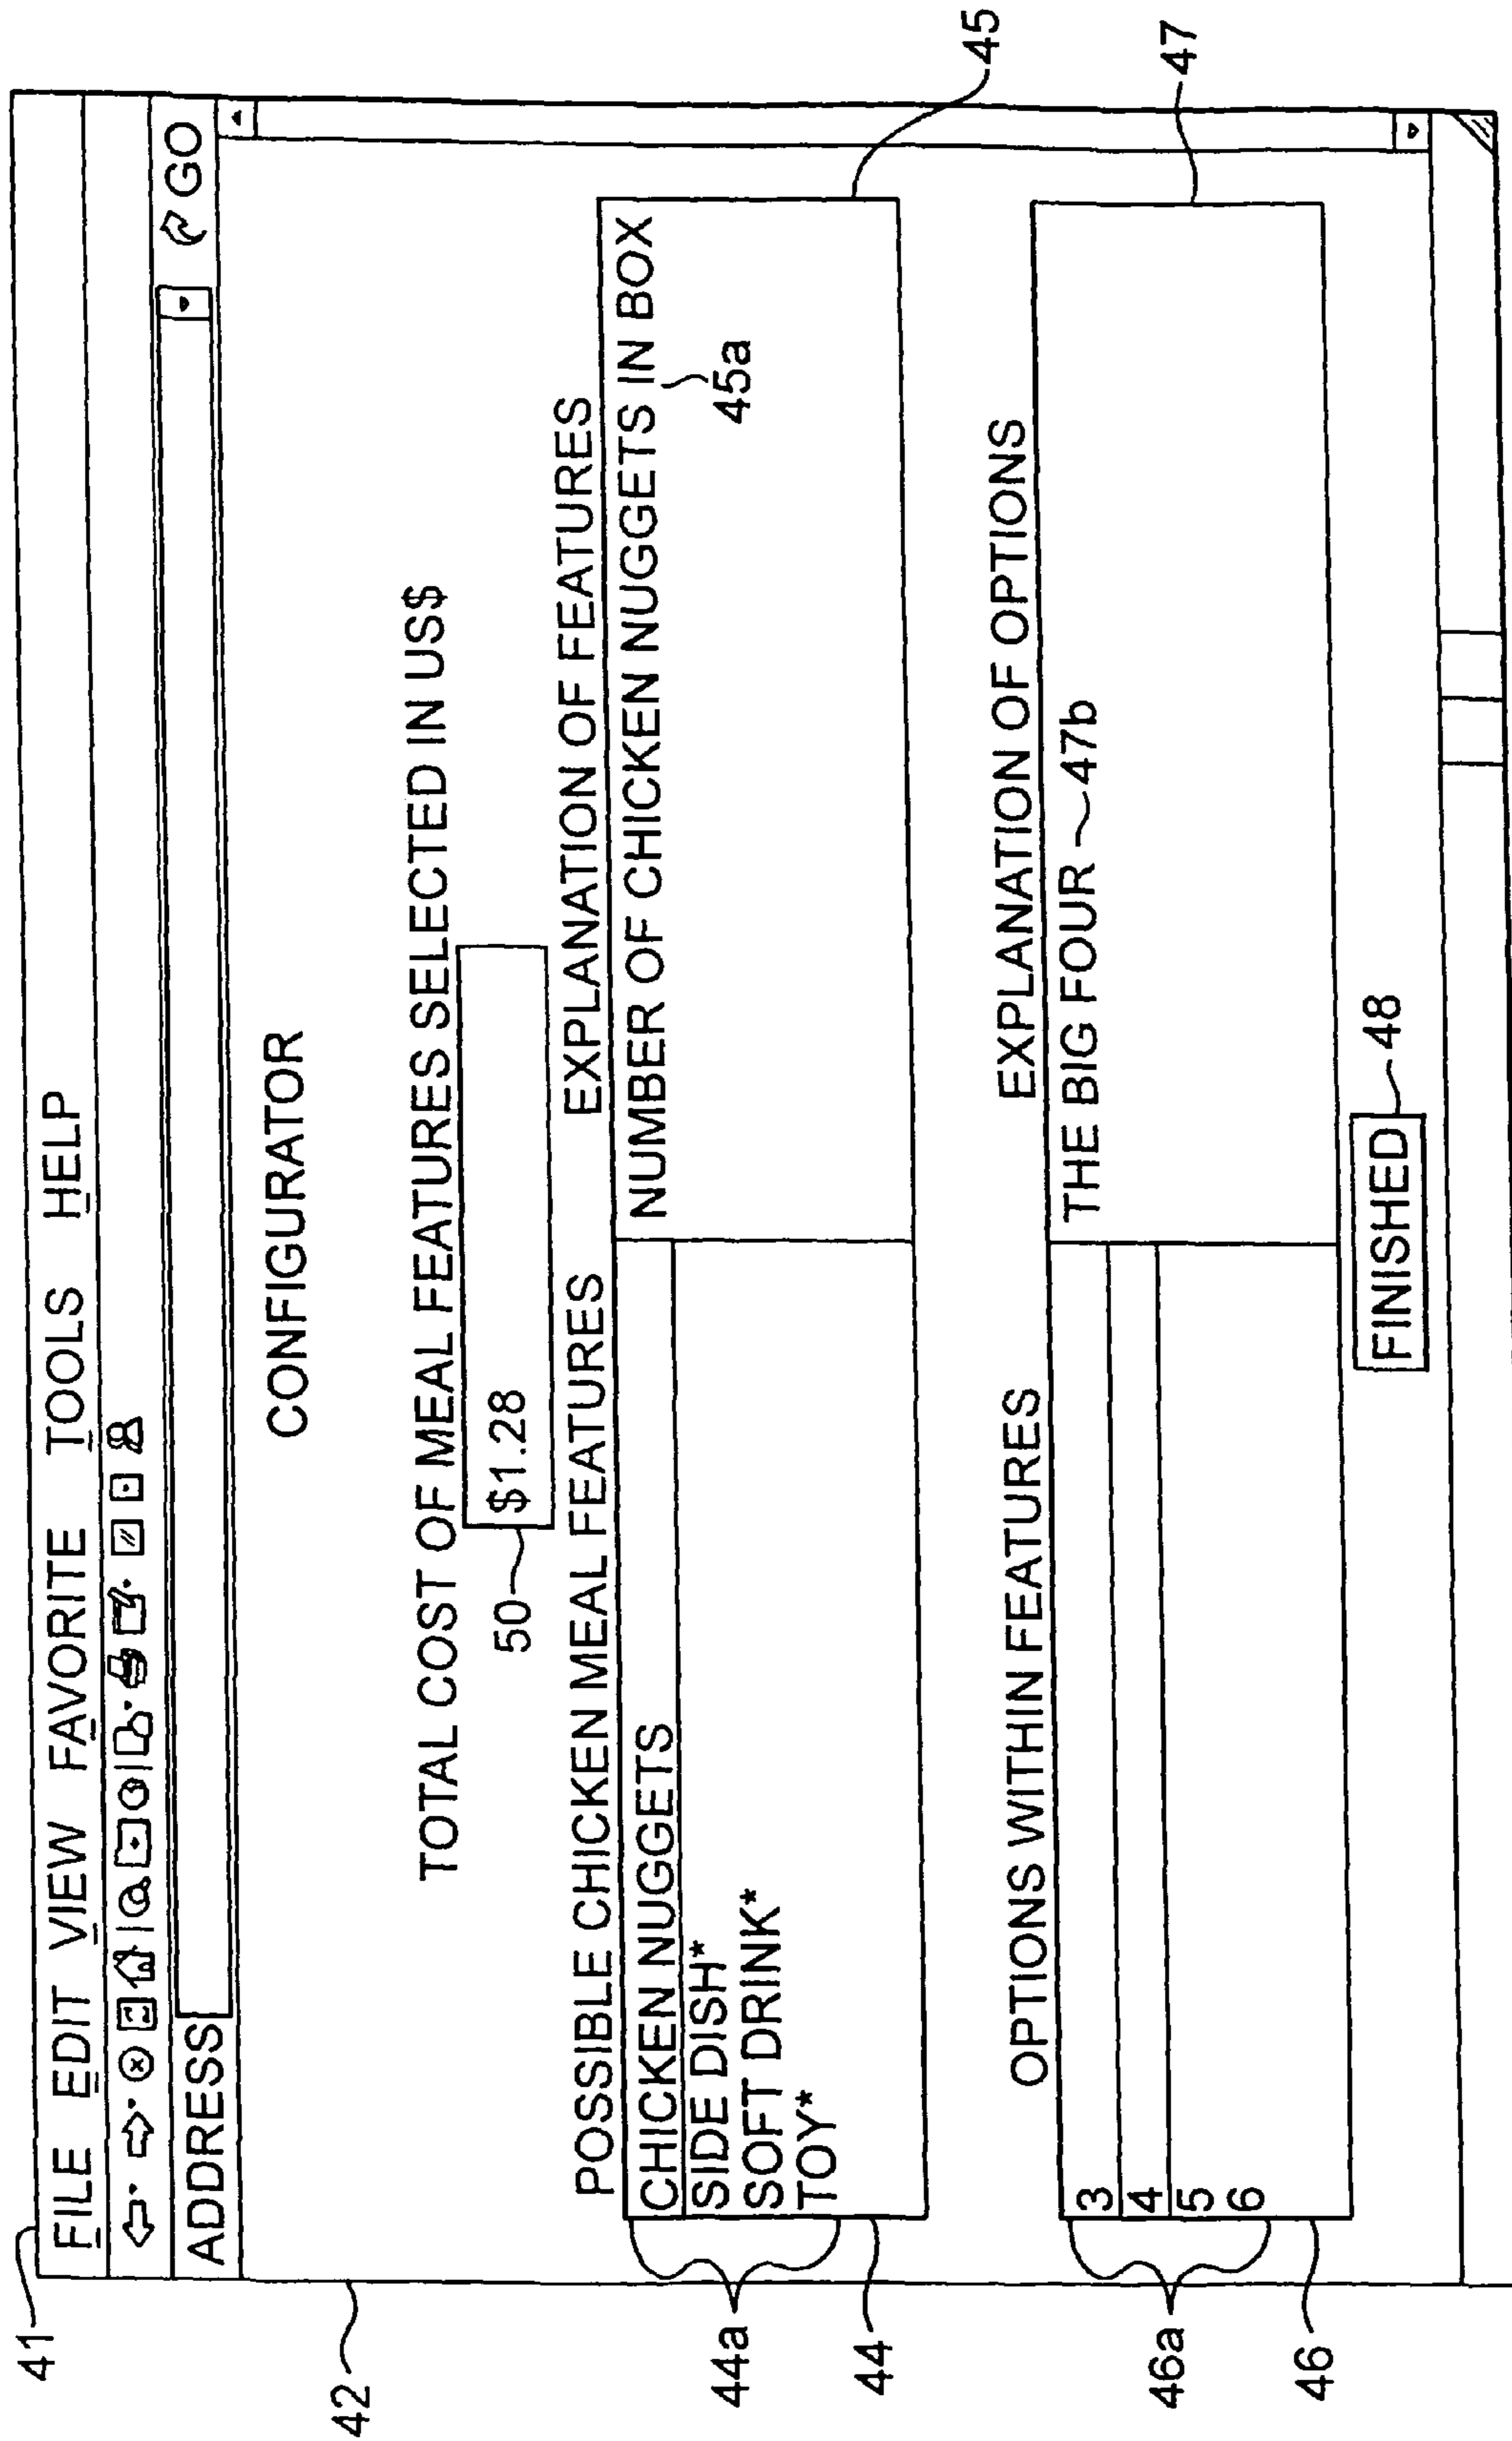 41
FILE EDIT VIEW FAVORITE TOOLS HELP
ADDRESS
GO
42
CONFIGURATOR
TOTAL COST OF MEAL FEATURES SELECTED IN US$
50
$1.28
POSSIBLE CHICKEN MEAL FEATURES
EXPLANATION OF FEATURES
CHICKEN NUGGETS
SIDE DISH*
SOFT DRINK*
TOY*
NUMBER OF CHICKEN NUGGETS IN BOX
45a
44a
44
45
OPTIONS WITHIN FEATURES
EXPLANATION OF OPTIONS
3
4
5
6
THE BIG FOUR
47b
46a
46
47
FINISHED
48